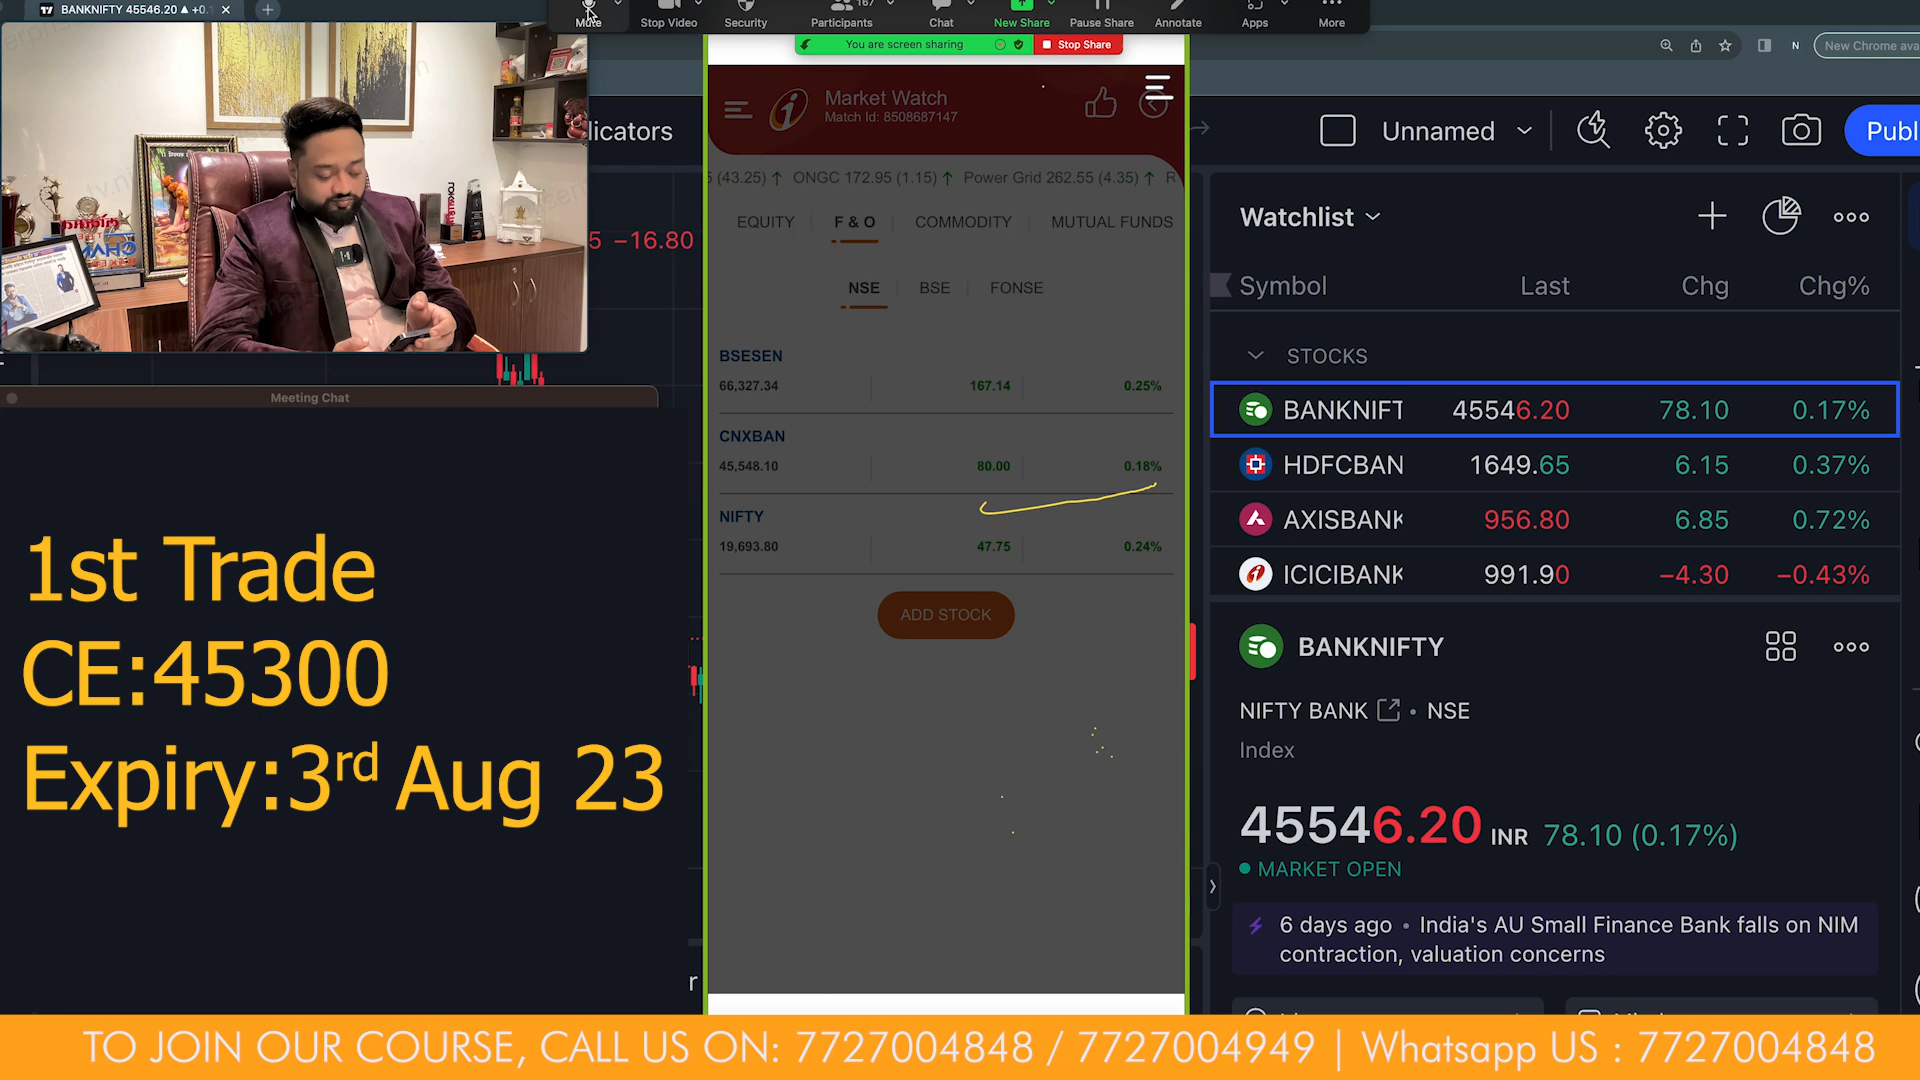 BANKNIFTY 45546.20 ▲ +0.
Mute
Stop Video
Security
Participants
167
Chat
New Share
Pause Share
Annotate
Apps
More
You are screen sharing
Stop Share
New Chrome ava
N
Market Watch
Match Id: 8508687147
licators
Unnamed
Publ
5 (43.25) ↑ ONGC 172.95 (1.15) ↑ Power Grid 262.55 (4.35) ↑ R
EQUITY F & O COMMODITY MUTUAL FUNDS
5 −16.80
NSE BSE FONSE
BSESEN
66,327.34 167.14 0.25%
CNXBAN
45,548.10 80.00 0.18%
NIFTY
19,693.80 47.75 0.24%
ADD STOCK
Watchlist
Symbol Last Chg Chg%
STOCKS
BANKNIFT 45546.20 78.10 0.17%
HDFCBAN 1649.65 6.15 0.37%
AXISBANK 956.80 6.85 0.72%
ICICIBANK 991.90 −4.30 −0.43%
BANKNIFTY
NIFTY BANK • NSE
Index
45546.20 INR 78.10 (0.17%)
MARKET OPEN
6 days ago • India's AU Small Finance Bank falls on NIM
contraction, valuation concerns
Meeting Chat
1st Trade
CE:45300
Expiry:3rd Aug 23
r
TO JOIN OUR COURSE, CALL US ON: 7727004848 / 7727004949 | Whatsapp US : 7727004848